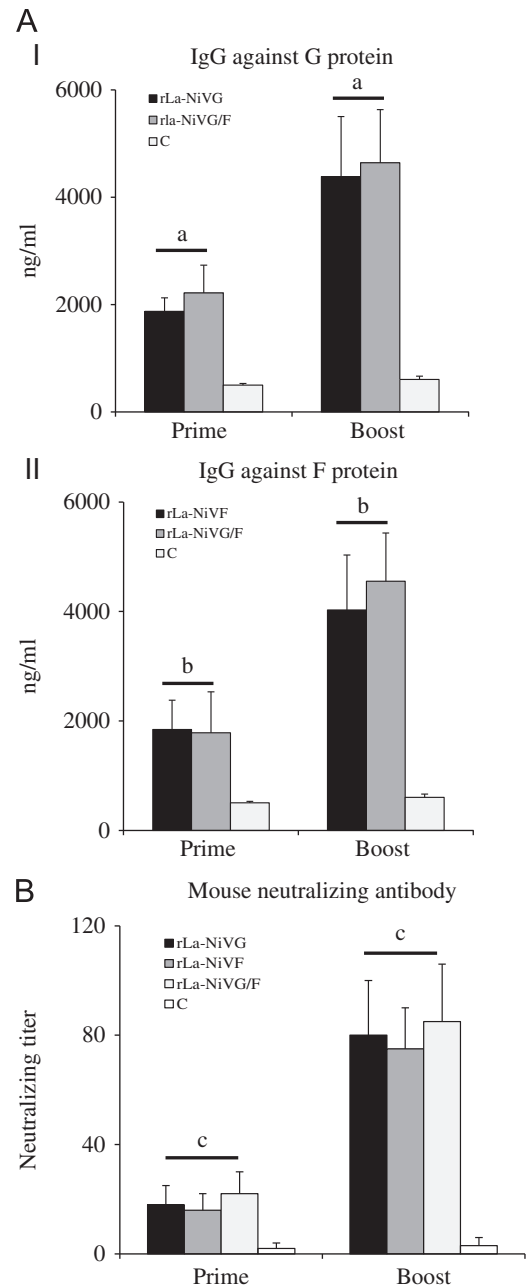 A
I
IgG against G protein
6000
4000
2000
0
ng/ml
rLa-NiVG
rla-NiVG/F
C
a
a
Prime Boost
II
IgG against F protein
6000
4000
2000
0
ng/ml
rLa-NiVF
rLa-NiVG/F
C
b
b
Prime Boost
B
Mouse neutralizing antibody
120
80
40
0
Neutralizing titer
rLa-NiVG
rLa-NiVF
rLa-NiVG/F
C
c
c
Prime Boost